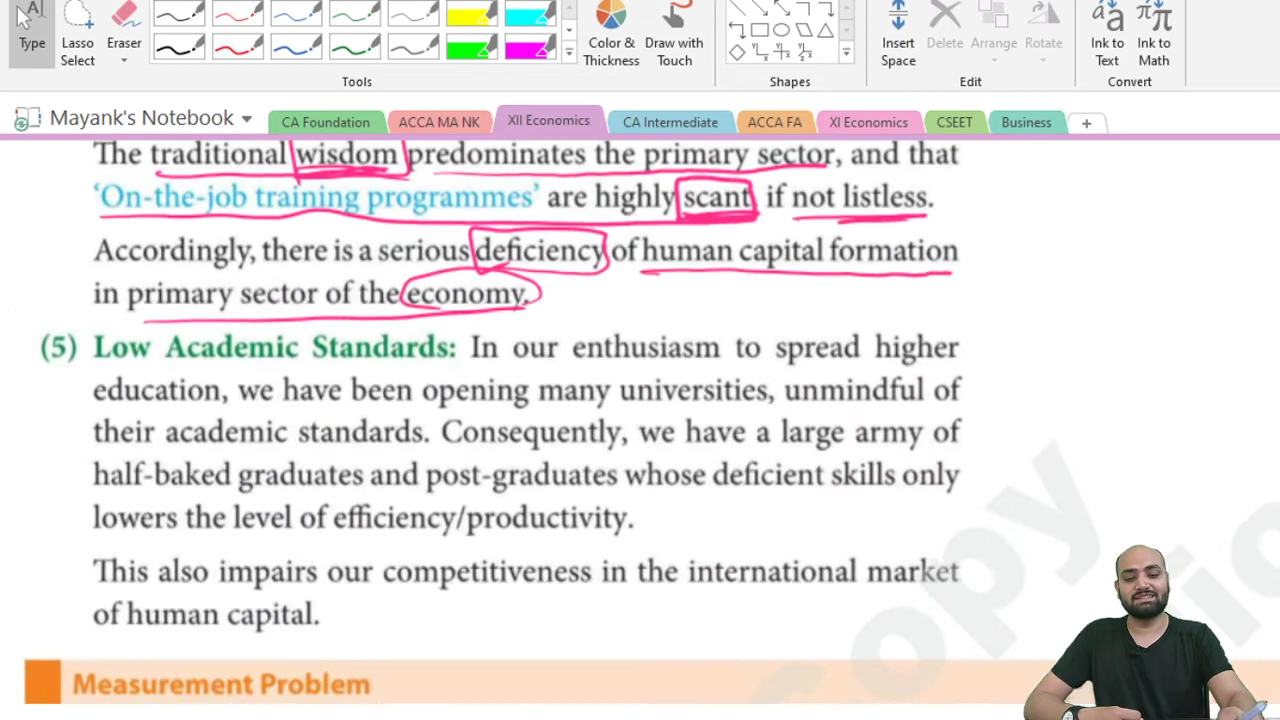 Type
Lasso Select
Eraser
Color & Thickness
Draw with Touch
Insert Space
Delete
Arrange
Rotate
Ink to Text
Ink to Math
Tools
Shapes
Edit
Convert
Mayank's Notebook
CA Foundation
ACCA MA NK
XII Economics
CA Intermediate
ACCA FA
XI Economics
CSEET
Business
The traditional wisdom predominates the primary sector, and that
‘On-the-job training programmes’ are highly scant if not listless.
Accordingly, there is a serious deficiency of human capital formation
in primary sector of the economy.
(5) Low Academic Standards: In our enthusiasm to spread higher
education, we have been opening many universities, unmindful of
their academic standards. Consequently, we have a large army of
half-baked graduates and post-graduates whose deficient skills only
lowers the level of efficiency/productivity.
This also impairs our competitiveness in the international market
of human capital.
Measurement Problem